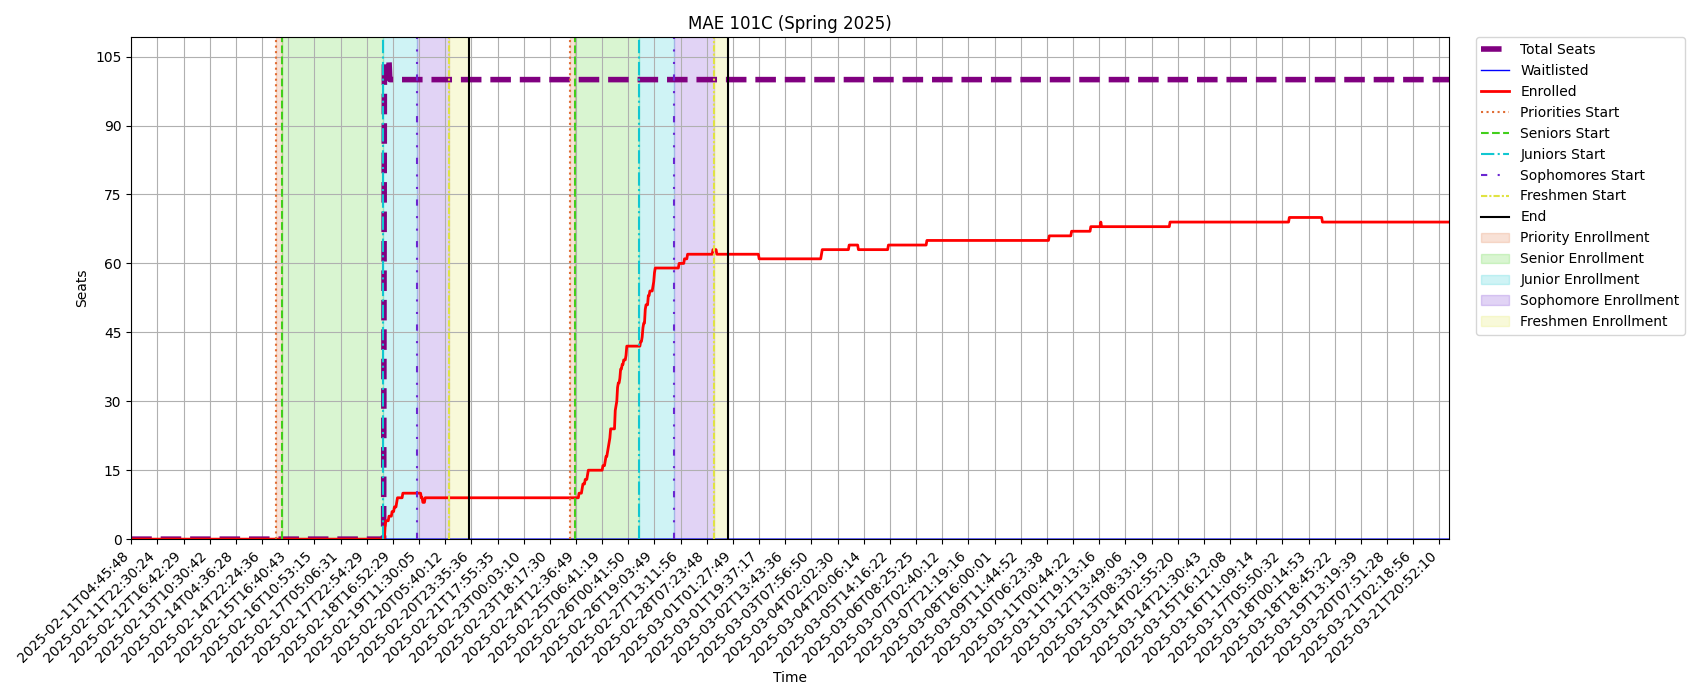 MAE 101C (Spring 2025)
105
90
75
60
45
30
15
0
Seats
2025-02-11T04:45:48
2025-02-11T22:30:24
2025-02-12T16:42:29
2025-02-13T10:30:42
2025-02-14T04:36:28
2025-02-14T22:24:36
2025-02-15T16:40:43
2025-02-16T10:53:15
2025-02-17T05:06:31
2025-02-17T22:54:29
2025-02-18T16:52:29
2025-02-19T11:30:05
2025-02-20T05:40:12
2025-02-20T23:35:36
2025-02-21T17:55:35
2025-02-23T00:03:10
2025-02-23T18:17:30
2025-02-24T12:36:49
2025-02-25T06:41:19
2025-02-26T00:41:50
2025-02-26T19:03:49
2025-02-27T13:11:56
2025-02-28T07:23:48
2025-03-01T01:27:49
2025-03-01T19:37:17
2025-03-02T13:43:36
2025-03-03T07:56:50
2025-03-04T02:02:30
2025-03-04T20:06:14
2025-03-05T14:16:22
2025-03-06T08:25:25
2025-03-07T02:40:12
2025-03-07T21:19:16
2025-03-08T16:00:01
2025-03-09T11:44:52
2025-03-10T06:23:38
2025-03-11T00:44:22
2025-03-11T19:13:16
2025-03-12T13:49:06
2025-03-13T08:33:19
2025-03-14T02:55:20
2025-03-14T21:30:43
2025-03-15T16:12:08
2025-03-16T11:09:14
2025-03-17T05:50:32
2025-03-18T00:14:53
2025-03-18T18:45:22
2025-03-19T13:19:39
2025-03-20T07:51:28
2025-03-21T02:18:56
2025-03-21T20:52:10
Time
Total Seats
Waitlisted
Enrolled
Priorities Start
Seniors Start
Juniors Start
Sophomores Start
Freshmen Start
End
Priority Enrollment
Senior Enrollment
Junior Enrollment
Sophomore Enrollment
Freshmen Enrollment